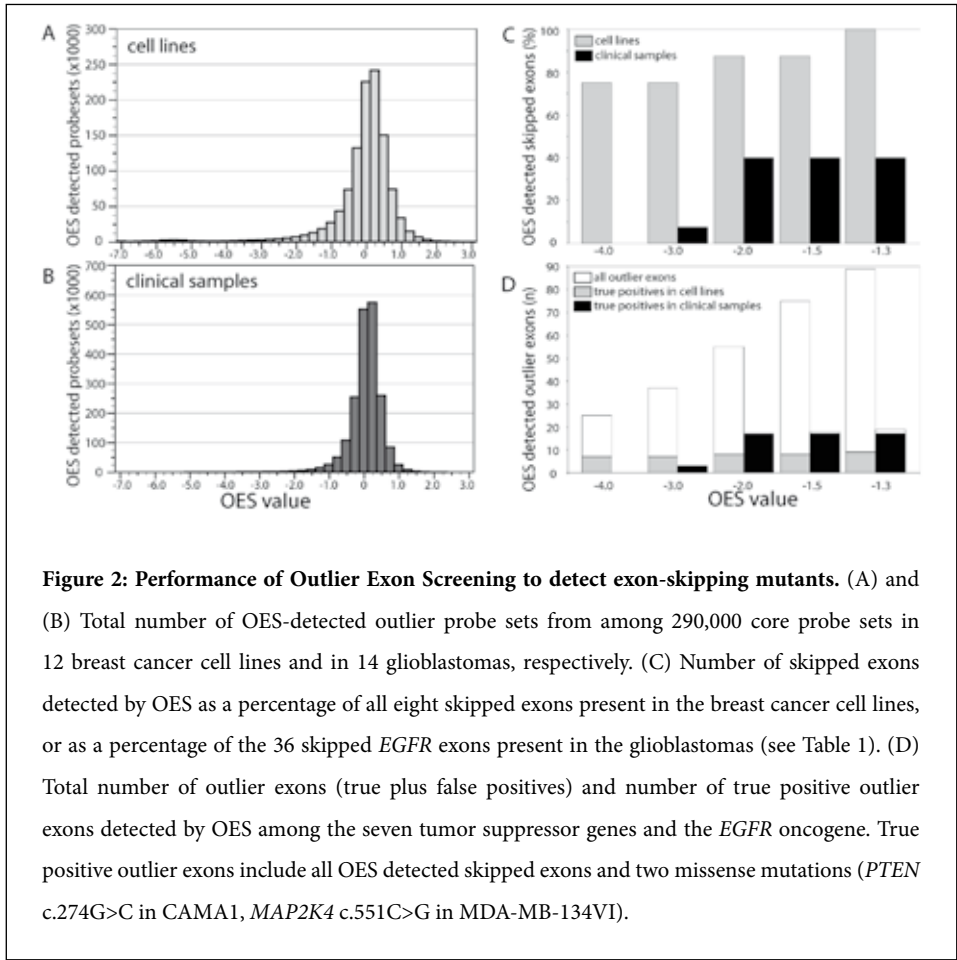 A
cell lines
OES detected probesets (x1000)
300
250
200
150
100
50
0
-7.0 -6.0 -5.0 -4.0 -3.0 -2.0 -1.0 0 1.0 2.0 3.0
B
clinical samples
OES detected probesets (x1000)
700
600
500
400
300
200
100
0
-7.0 -6.0 -5.0 -4.0 -3.0 -2.0 -1.0 0 1.0 2.0 3.0
OES value
C
cell lines
clinical samples
OES detected skipped exons (%)
100
80
60
40
20
0
-4.0 -3.0 -2.0 -1.5 -1.3
D
all outlier exons
true positives in cell lines
true positives in clinical samples
OES detected outlier exons (n)
90
80
70
60
50
40
30
20
10
0
-4.0 -3.0 -2.0 -1.5 -1.3
OES value
Figure 2: Performance of Outlier Exon Screening to detect exon-skipping mutants. (A) and
(B) Total number of OES-detected outlier probe sets from among 290,000 core probe sets in
12 breast cancer cell lines and in 14 glioblastomas, respectively. (C) Number of skipped exons
detected by OES as a percentage of all eight skipped exons present in the breast cancer cell lines,
or as a percentage of the 36 skipped EGFR exons present in the glioblastomas (see Table 1). (D)
Total number of outlier exons (true plus false positives) and number of true positive outlier
exons detected by OES among the seven tumor suppressor genes and the EGFR oncogene. True
positive outlier exons include all OES detected skipped exons and two missense mutations (PTEN
c.274G>C in CAMA1, MAP2K4 c.551C>G in MDA-MB-134VI).